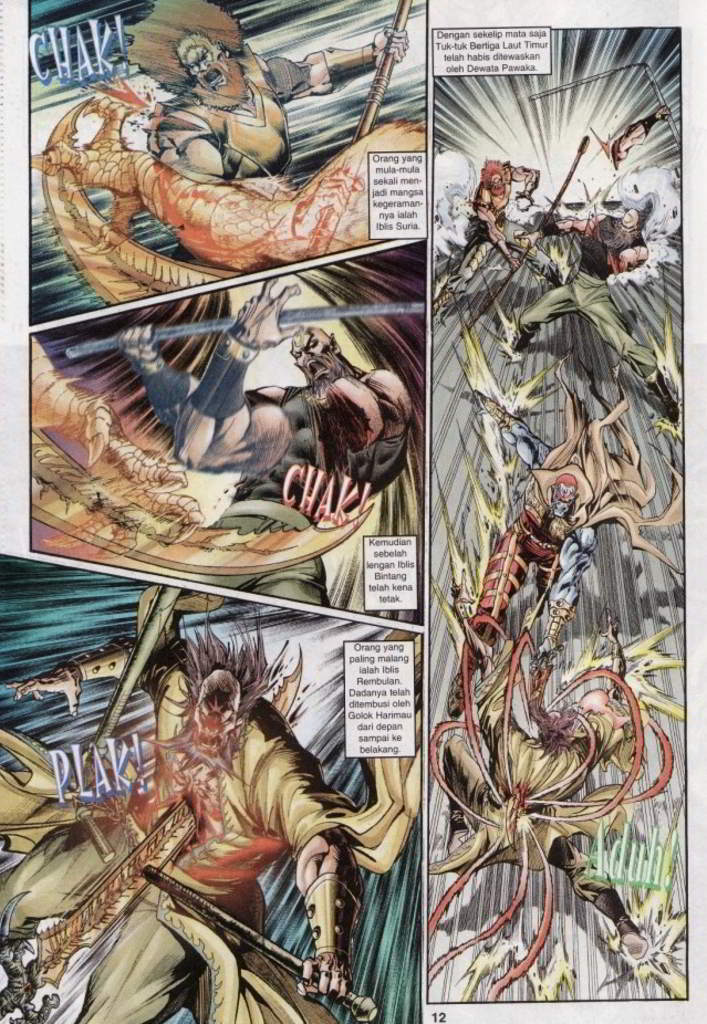 CHAK!
Orang yang
mula-mula
sekali men-
jadi mangsa
kegeraman-
nya ialah
Iblis Suria.
CHAK!
Kemudian
sebelah
lengan Iblis
Bintang
telah kena
tetak.
Orang yang
paling malang
ialah Iblis
Rembulan.
Dadanya telah
ditembusi oleh
Golok Harimau
dari depan
sampai ke
belakang.
PLAK!
Dengan sekelip mata saja
Tuk-tuk Bertiga Laut Timur
telah habis ditewaskan
oleh Dewata Pawaka.
Aduh!
12